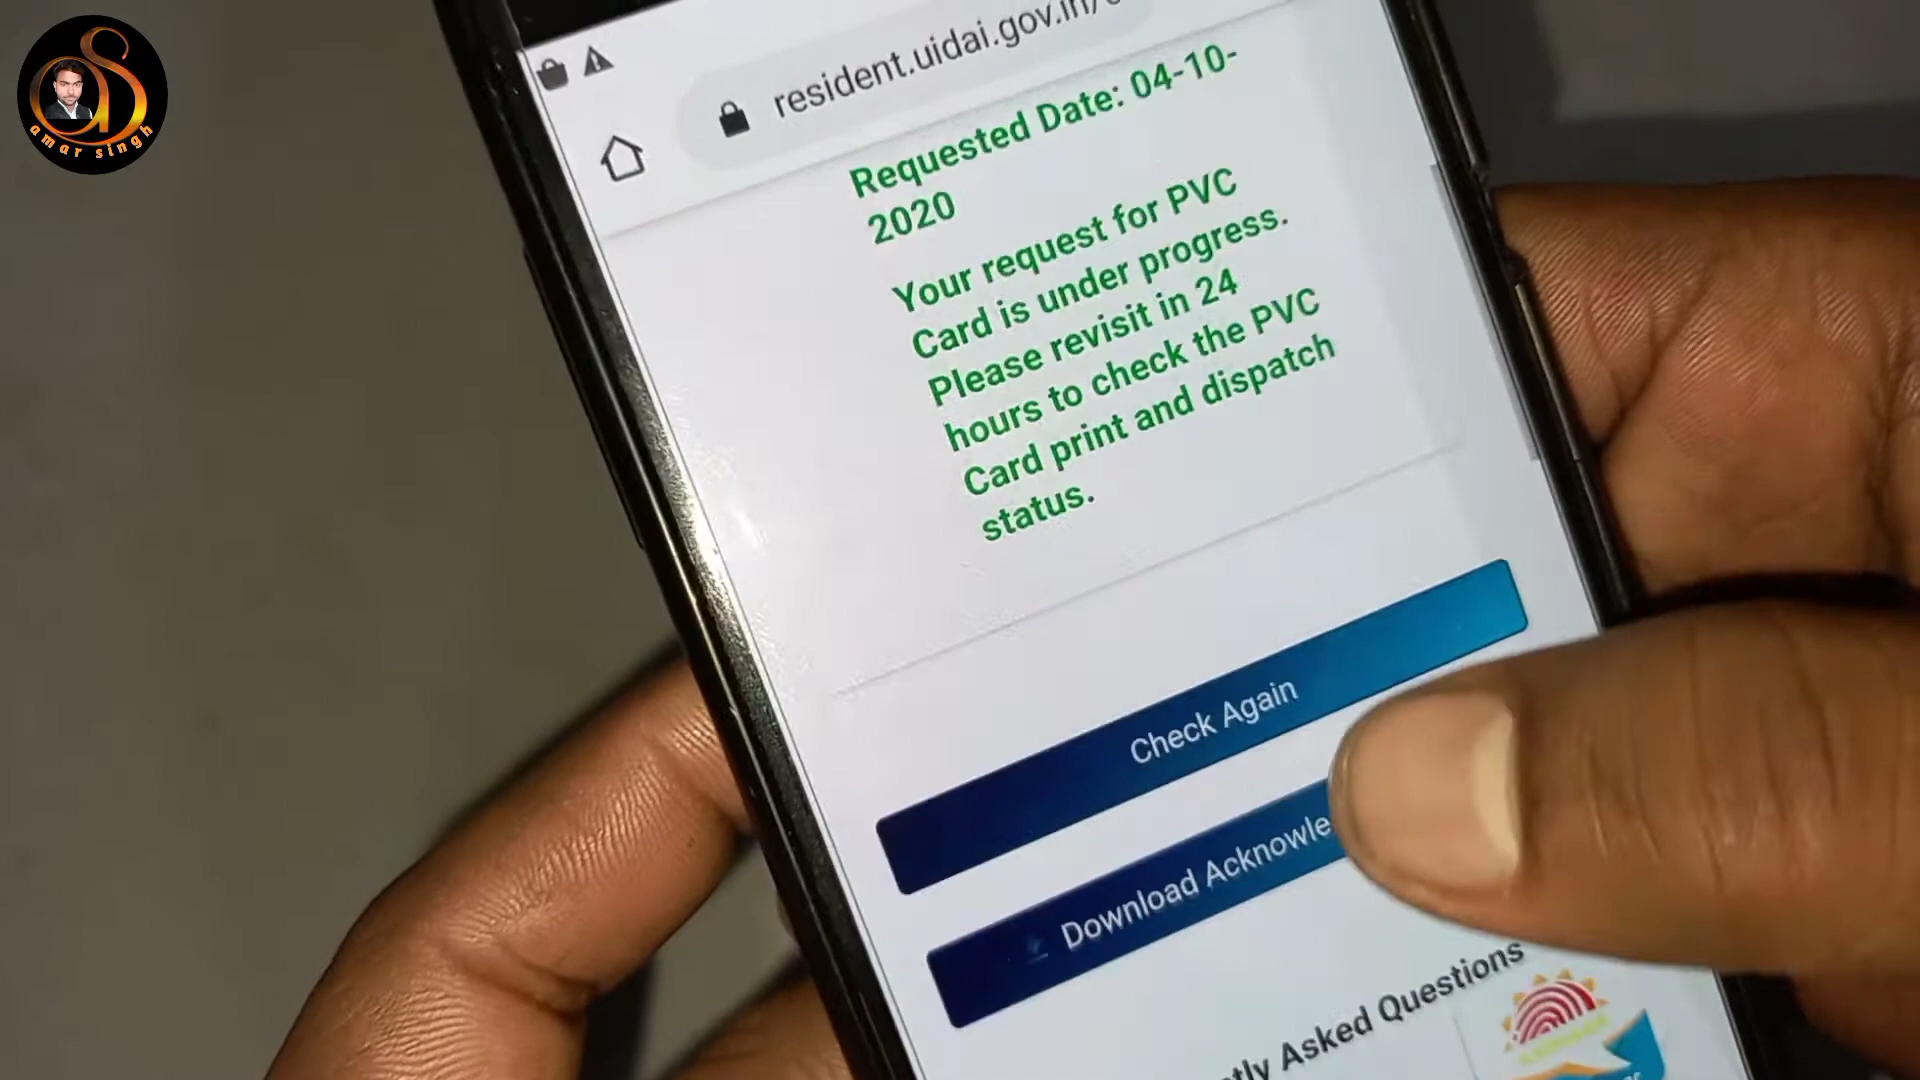 amar singh
resident.uidai.gov.in/
Requested Date: 04-10-
2020
Your request for PVC
Card is under progress.
Please revisit in 24
hours to check the PVC
Card print and dispatch
status.
Check Again
Download Acknowle
tly Asked Questions